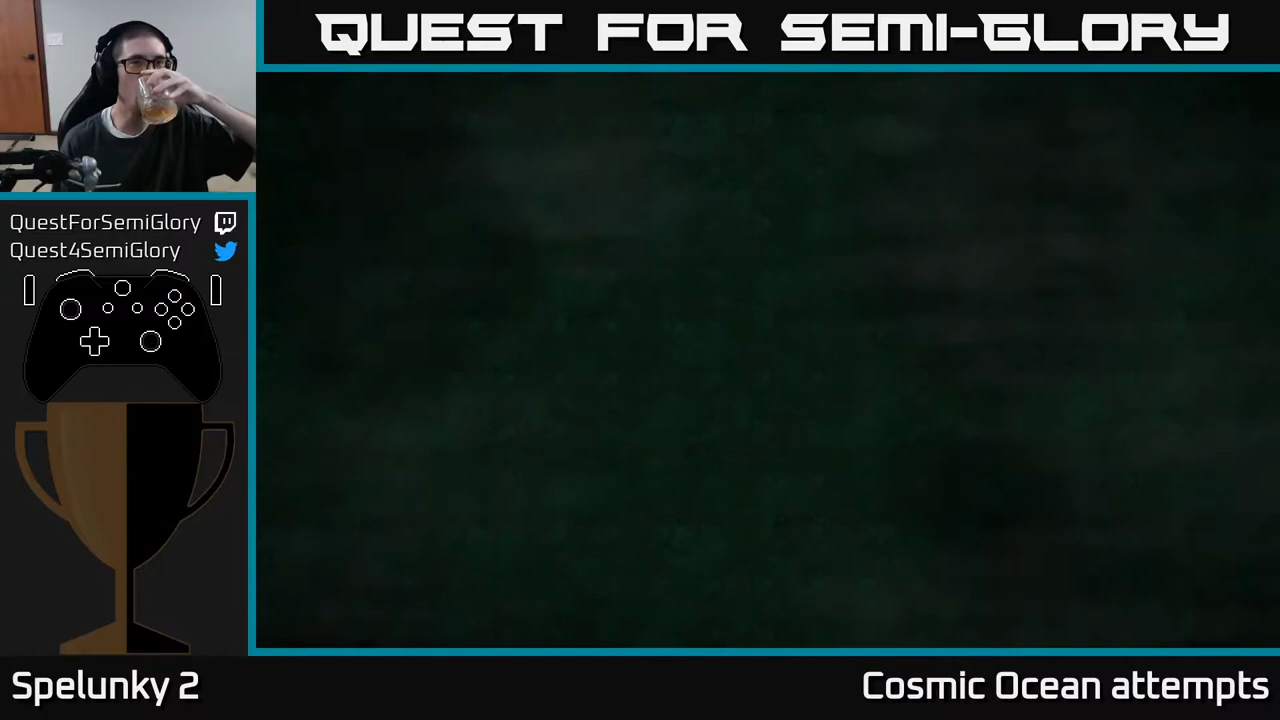 QUEST FOR SEMI-GLORY
QuestForSemiGlory
Quest4SemiGlory
Spelunky 2
Cosmic Ocean attempts